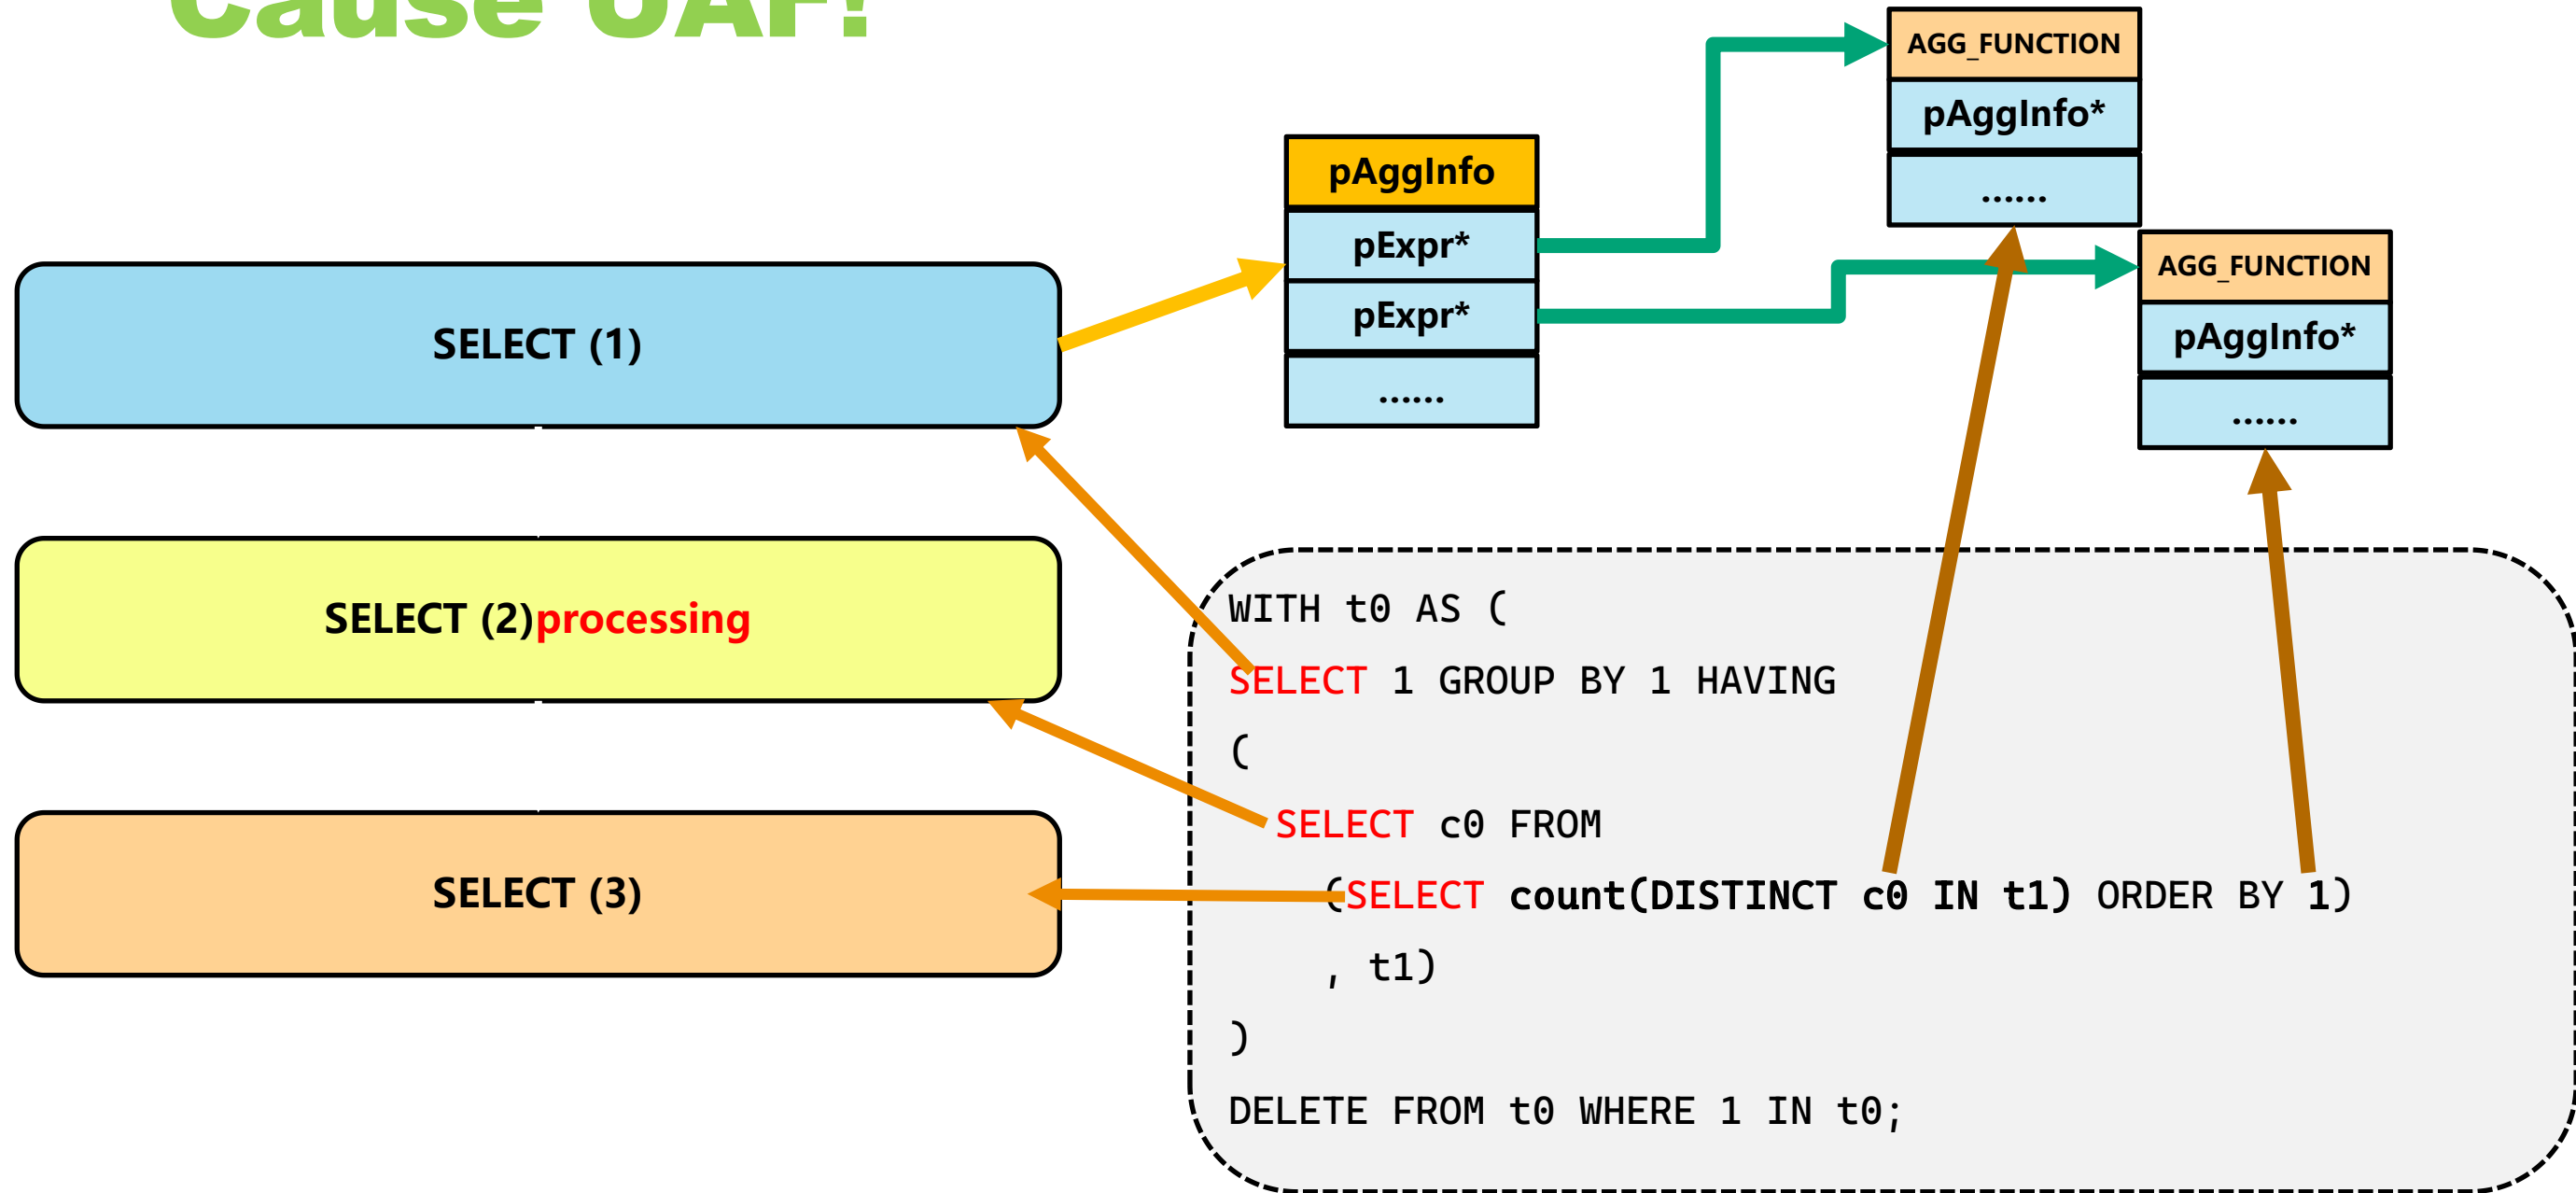 Cause UAF!
AGG_FUNCTION
pAggInfo*
......
pAggInfo
pExpr*
pExpr*
......
AGG_FUNCTION
pAggInfo*
......
SELECT (1)
SELECT (2)processing
SELECT (3)
WITH t0 AS (
SELECT 1 GROUP BY 1 HAVING
(
SELECT c0 FROM
(SELECT count(DISTINCT c0 IN t1) ORDER BY 1)
, t1)
)
DELETE FROM t0 WHERE 1 IN t0;